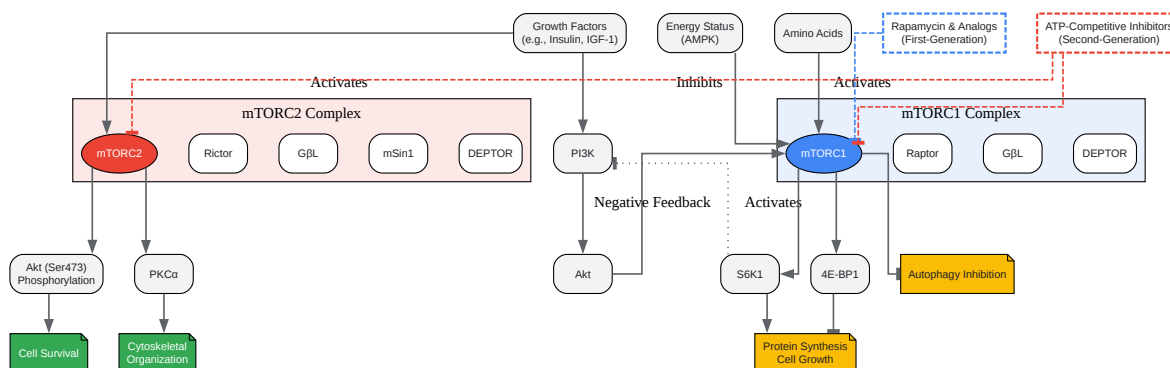 Growth Factors
(e.g., Insulin, IGF-1)
Energy Status
(AMPK)
Amino Acids
Rapamycin & Analogs
(First-Generation)
ATP-Competitive Inhibitors
(Second-Generation)
Activates
Inhibits
Activates
mTORC2 Complex
mTORC1 Complex
mTORC2
Rictor
GβL
mSin1
DEPTOR
PI3K
mTORC1
Raptor
GβL
DEPTOR
Negative Feedback
Activates
Akt (Ser473)
Phosphorylation
PKCα
Akt
S6K1
4E-BP1
Autophagy Inhibition
Cell Survival
Cytoskeletal
Organization
Protein Synthesis
Cell Growth